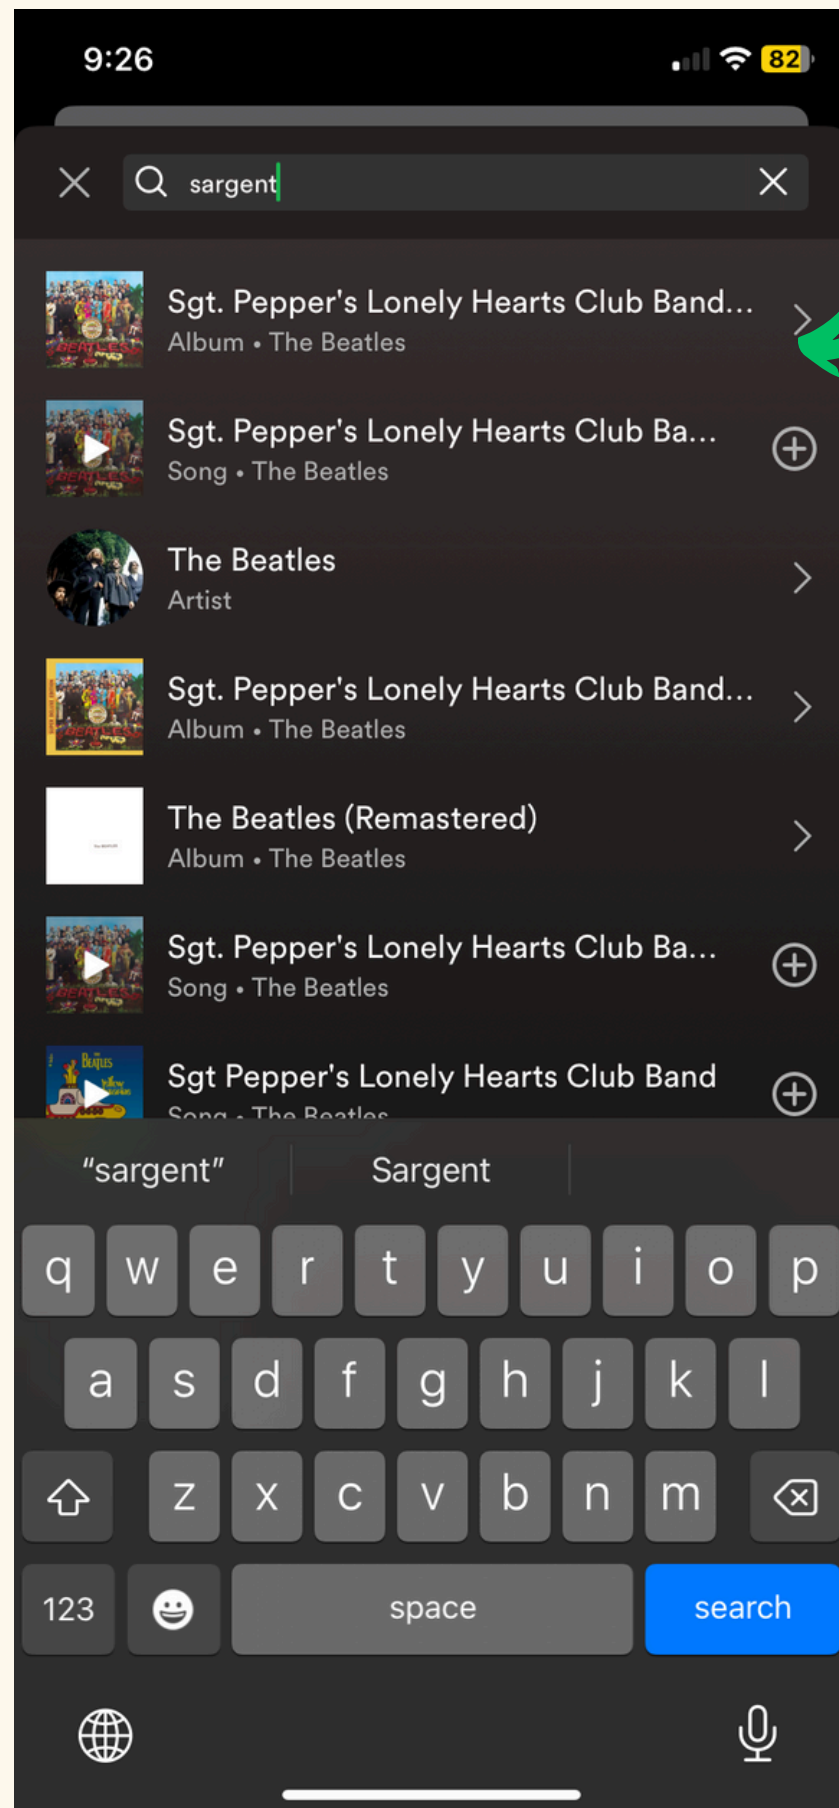 9:26
82
sargent
Sgt. Pepper's Lonely Hearts Club Band...
Album • The Beatles
Sgt. Pepper's Lonely Hearts Club Ba...
Song • The Beatles
The Beatles
Artist
Sgt. Pepper's Lonely Hearts Club Band...
Album • The Beatles
The Beatles (Remastered)
Album • The Beatles
Sgt. Pepper's Lonely Hearts Club Ba...
Song • The Beatles
Sgt Pepper's Lonely Hearts Club Band
Song • The Beatles
"sargent" Sargent
q w e r t y u i o p
a s d f g h j k l
z x c v b n m
123 space search